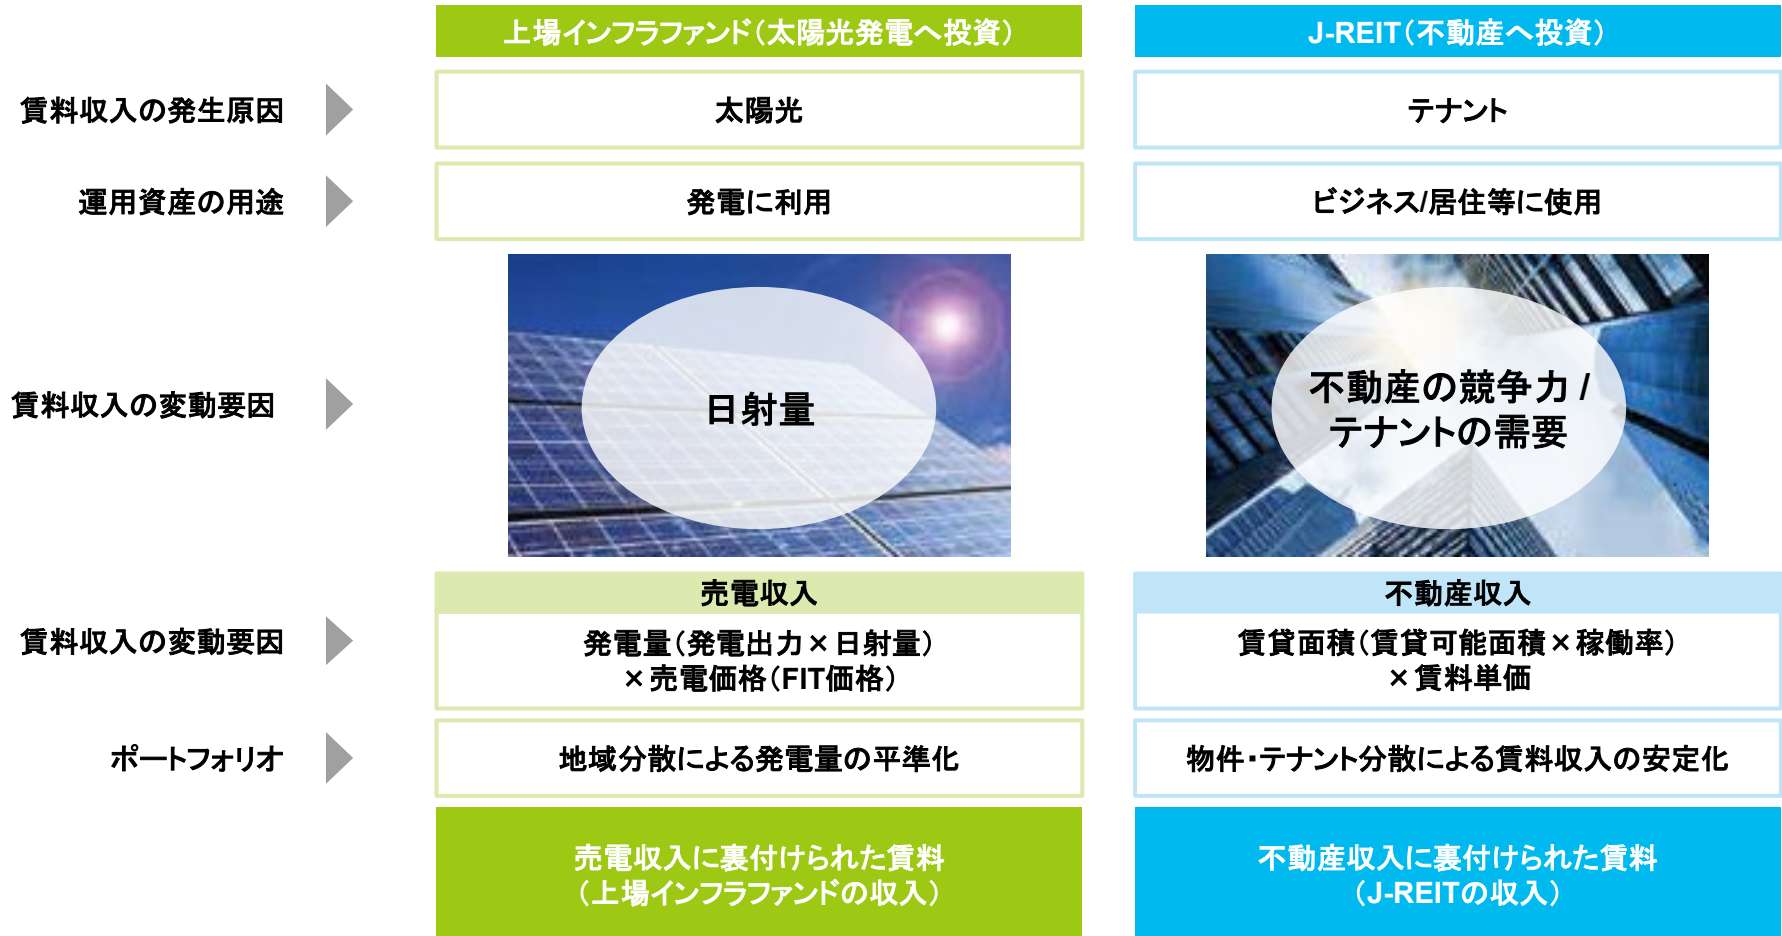 上場インフラファンド（太陽光発電へ投資）
J-REIT（不動産へ投資）
賃料収入の発生原因
太陽光
テナント
運用資産の用途
発電に利用
ビジネス/居住等に使用
賃料収入の変動要因
日射量
不動産の競争力 /
テナントの需要
賃料収入の変動要因
売電収入
発電量（発電出力×日射量）
×売電価格（FIT価格）
不動産収入
賃貸面積（賃貸可能面積×稼働率）
×賃料単価
ポートフォリオ
地域分散による発電量の平準化
物件・テナント分散による賃料収入の安定化
売電収入に裏付けられた賃料
（上場インフラファンドの収入）
不動産収入に裏付けられた賃料
（J-REITの収入）